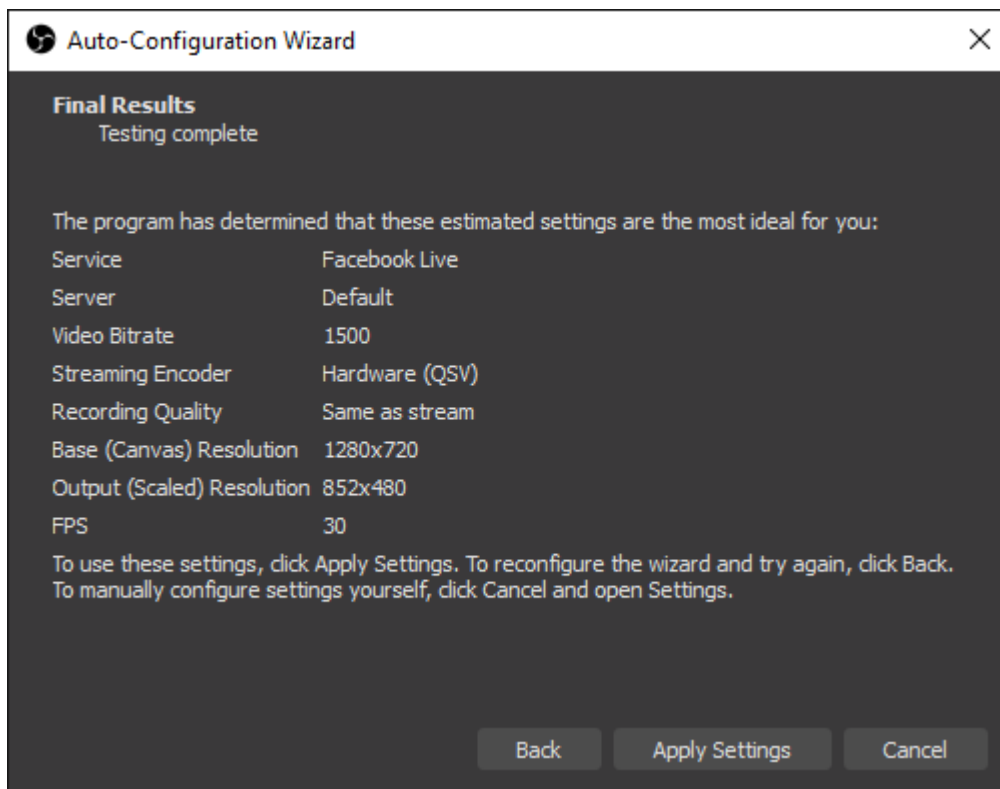 Auto-Configuration Wizard
Final Results
Testing complete
The program has determined that these estimated settings are the most ideal for you:
Service Facebook Live
Server Default
Video Bitrate 1500
Streaming Encoder Hardware (QSV)
Recording Quality Same as stream
Base (Canvas) Resolution 1280x720
Output (Scaled) Resolution 852x480
FPS 30
To use these settings, click Apply Settings. To reconfigure the wizard and try again, click Back.
To manually configure settings yourself, click Cancel and open Settings.
Back Apply Settings Cancel